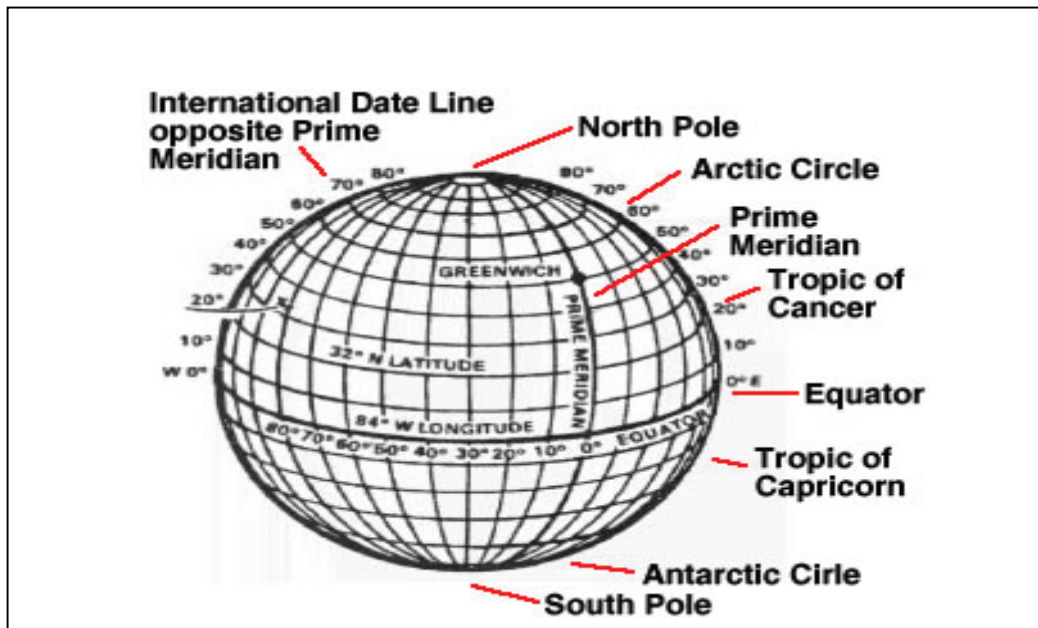 International Date Line
opposite Prime
Meridian
North Pole
Arctic Circle
Prime
Meridian
Tropic of
Cancer
Equator
Tropic of
Capricorn
Antarctic Cirle
South Pole
80°
70°
60°
50°
40°
30°
20°
10°
W 0°
80°
70°
60°
50°
40°
30°
20°
10°
0° E
GREENWICH
PRIME MERIDIAN
32° N LATITUDE
84° W LONGITUDE
80° 70° 60° 50° 40° 30° 20° 10° 0° EQUATOR